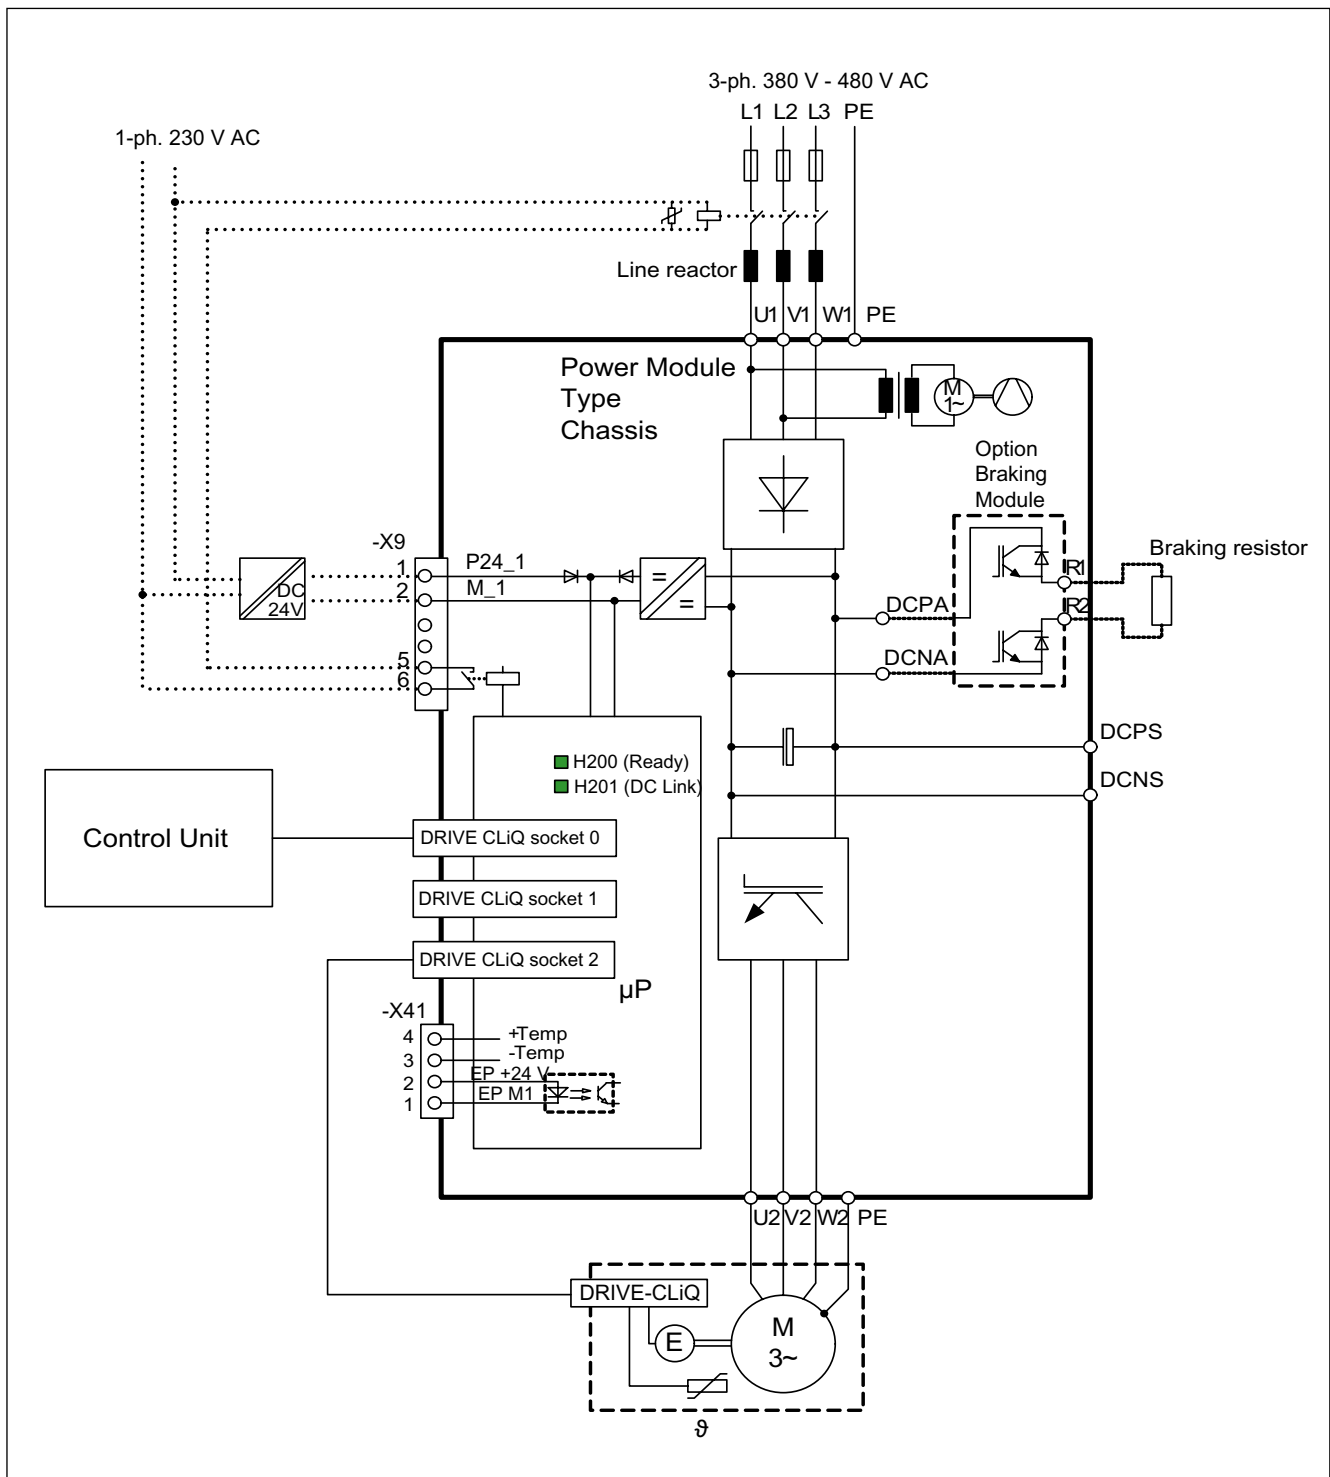 3-ph. 380 V - 480 V AC
L1 L2 L3 PE
1-ph. 230 V AC
Line reactor
U1 V1 W1 PE
Power Module
Type
Chassis
M
1~
Option
Braking
Module
-X9
P24_1
1
M_1
2
DC
24V
=
=
R1
Braking resistor
R2
DCPA
DCNA
5
6
DCPS
DCNS
H200 (Ready)
H201 (DC Link)
Control Unit
DRIVE CLiQ socket 0
DRIVE CLiQ socket 1
DRIVE CLiQ socket 2
µP
-X41
4 +Temp
3 -Temp
2 EP +24 V
1 EP M1
U2 V2 W2 PE
DRIVE-CLiQ
E
M
3~
ϑ